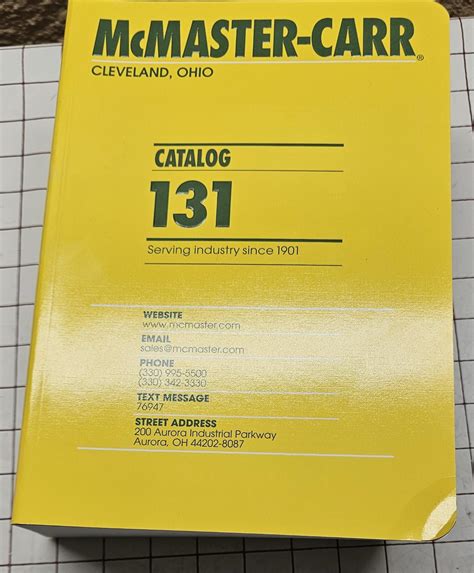 McMASTER-CARR®
CLEVELAND, OHIO
CATALOG
131
Serving industry since 1901
WEBSITE
www.mcmaster.com
EMAIL
sales@mcmaster.com
PHONE
(330) 995-5500
(330) 342-3330
TEXT MESSAGE
76947
STREET ADDRESS
200 Aurora Industrial Parkway
Aurora, OH 44202-8087